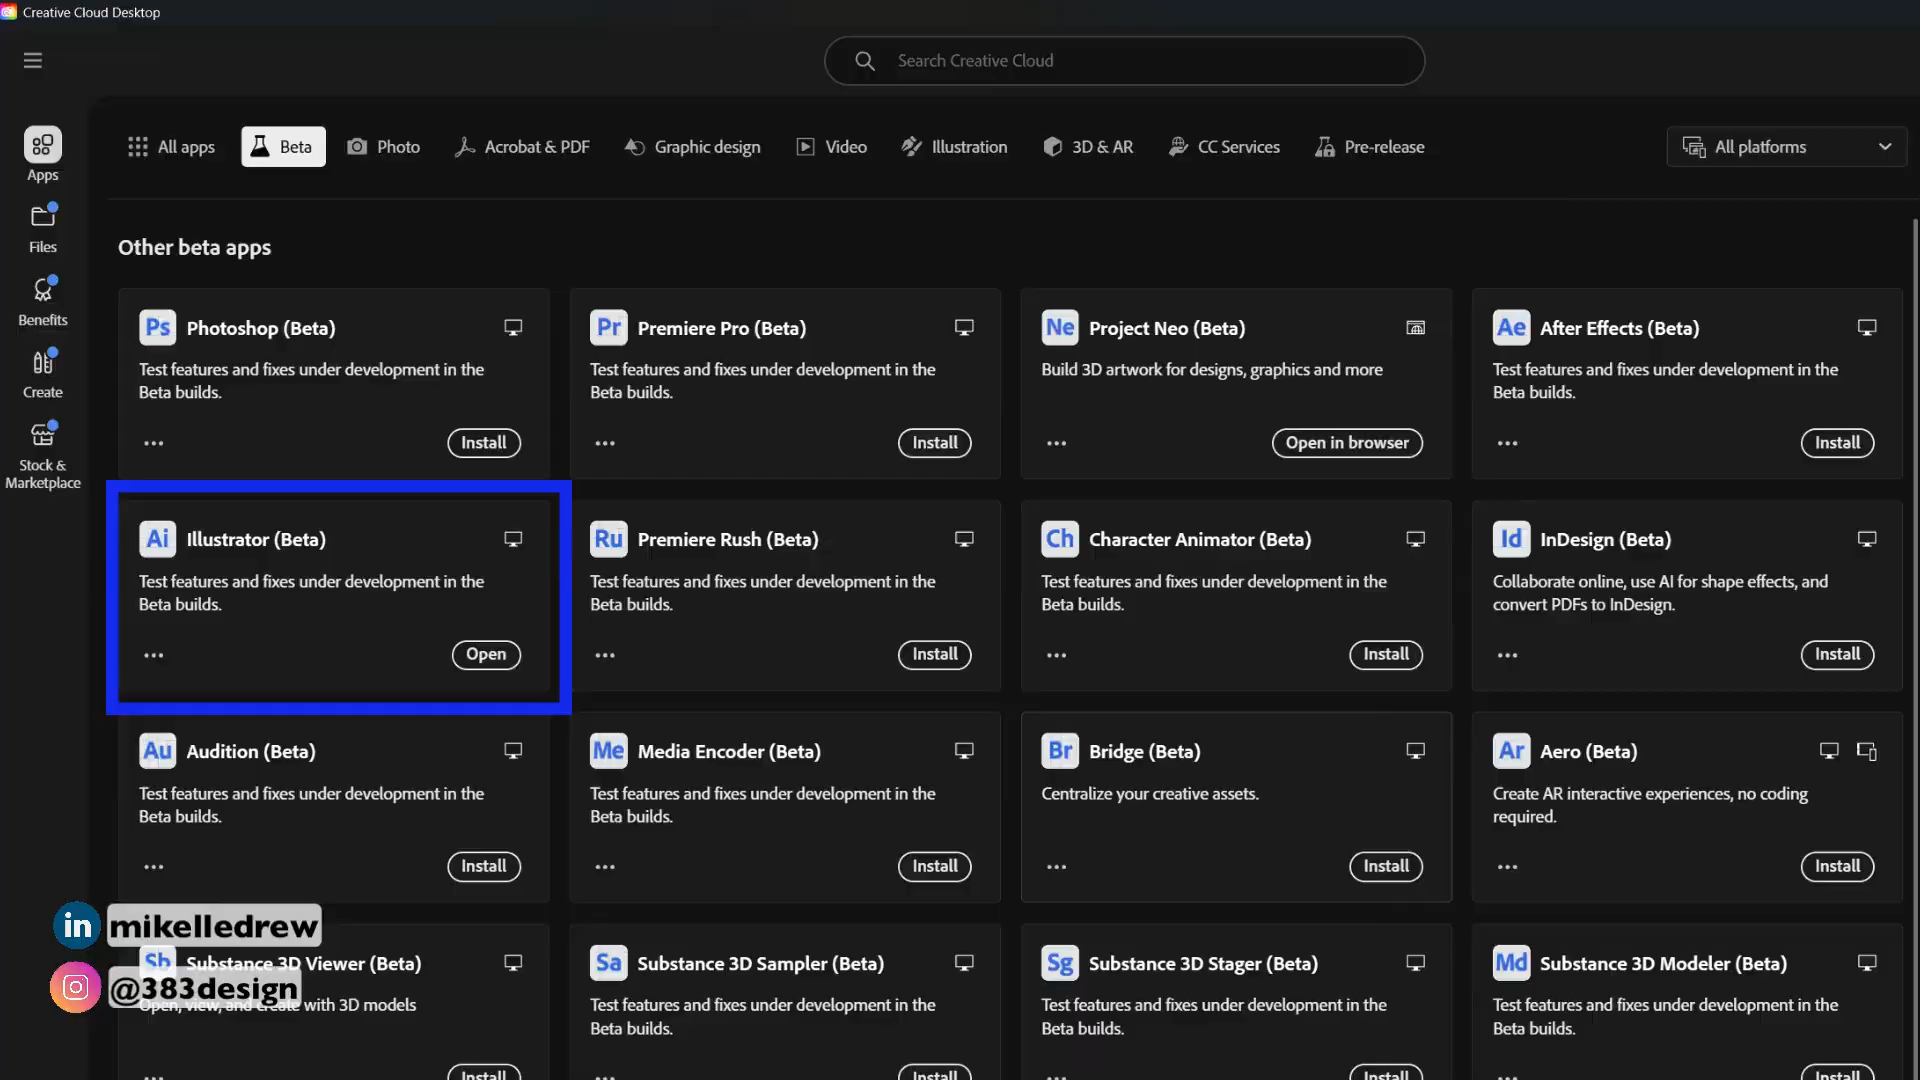 Creative Cloud Desktop
Search Creative Cloud
All apps
Beta
Photo
Acrobat & PDF
Graphic design
Video
Illustration
3D & AR
CC Services
Pre-release
All platforms
Apps
Files
Benefits
Create
Stock &
Marketplace
Other beta apps
Ps Photoshop (Beta)
Test features and fixes under development in the
Beta builds.
Install
Pr Premiere Pro (Beta)
Test features and fixes under development in the
Beta builds.
Install
Ne Project Neo (Beta)
Build 3D artwork for designs, graphics and more
Open in browser
Ae After Effects (Beta)
Test features and fixes under development in the
Beta builds.
Install
Ai Illustrator (Beta)
Test features and fixes under development in the
Beta builds.
Open
Ru Premiere Rush (Beta)
Test features and fixes under development in the
Beta builds.
Install
Ch Character Animator (Beta)
Test features and fixes under development in the
Beta builds.
Install
Id InDesign (Beta)
Collaborate online, use AI for shape effects, and
convert PDFs to InDesign.
Install
Au Audition (Beta)
Test features and fixes under development in the
Beta builds.
Install
Me Media Encoder (Beta)
Test features and fixes under development in the
Beta builds.
Install
Br Bridge (Beta)
Centralize your creative assets.
Install
Ar Aero (Beta)
Create AR interactive experiences, no coding
required.
Install
in mikelledrew
Sb Substance 3D Viewer (Beta)
@383design
Open, view, and create with 3D models
Install
Sa Substance 3D Sampler (Beta)
Test features and fixes under development in the
Beta builds.
Install
Sg Substance 3D Stager (Beta)
Test features and fixes under development in the
Beta builds.
Install
Md Substance 3D Modeler (Beta)
Test features and fixes under development in the
Beta builds.
Install